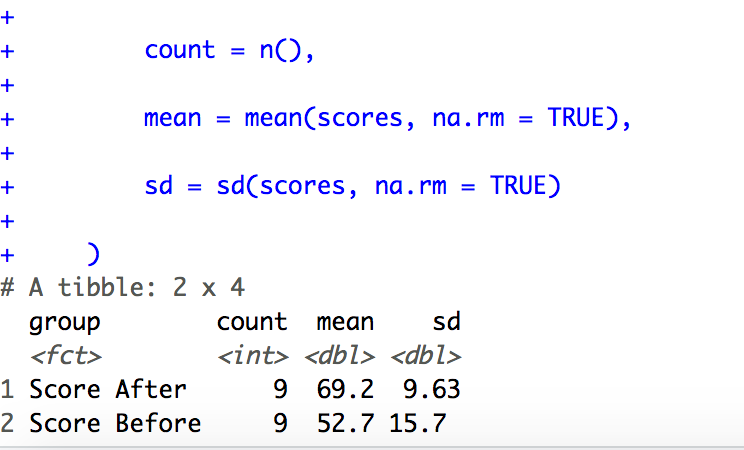 +
+         count = n(),
+
+         mean = mean(scores, na.rm = TRUE),
+
+         sd = sd(scores, na.rm = TRUE)
+
+     )
# A tibble: 2 x 4
  group        count  mean    sd
  <fct>        <int> <dbl> <dbl>
1 Score After      9  69.2  9.63
2 Score Before     9  52.7 15.7